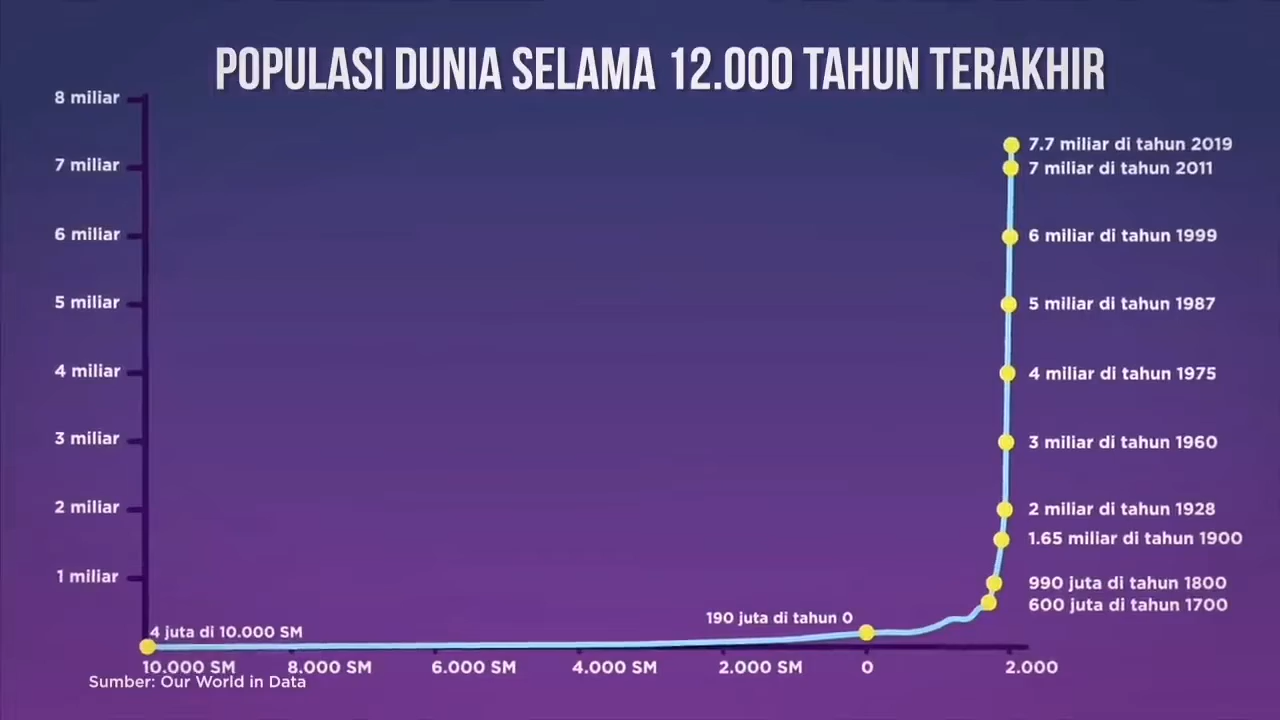 POPULASI DUNIA SELAMA 12.000 TAHUN TERAKHIR
8 miliar
7 miliar
6 miliar
5 miliar
4 miliar
3 miliar
2 miliar
1 miliar
7.7 miliar di tahun 2019
7 miliar di tahun 2011
6 miliar di tahun 1999
5 miliar di tahun 1987
4 miliar di tahun 1975
3 miliar di tahun 1960
2 miliar di tahun 1928
1.65 miliar di tahun 1900
990 juta di tahun 1800
600 juta di tahun 1700
190 juta di tahun 0
4 juta di 10.000 SM
10.000 SM 8.000 SM 6.000 SM 4.000 SM 2.000 SM 0 2.000
Sumber: Our World in Data